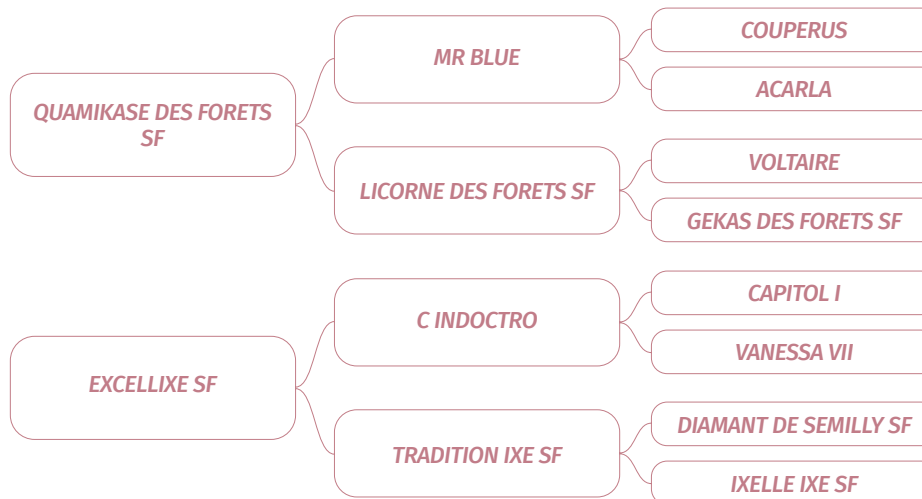 QUAMIKASE DES FORETS
SF
MR BLUE
COUPERUS
ACARLA
LICORNE DES FORETS SF
VOLTAIRE
GEKAS DES FORETS SF
EXCELLIXE SF
C INDOCTRO
CAPITOL I
VANESSA VII
TRADITION IXE SF
DIAMANT DE SEMILLY SF
IXELLE IXE SF